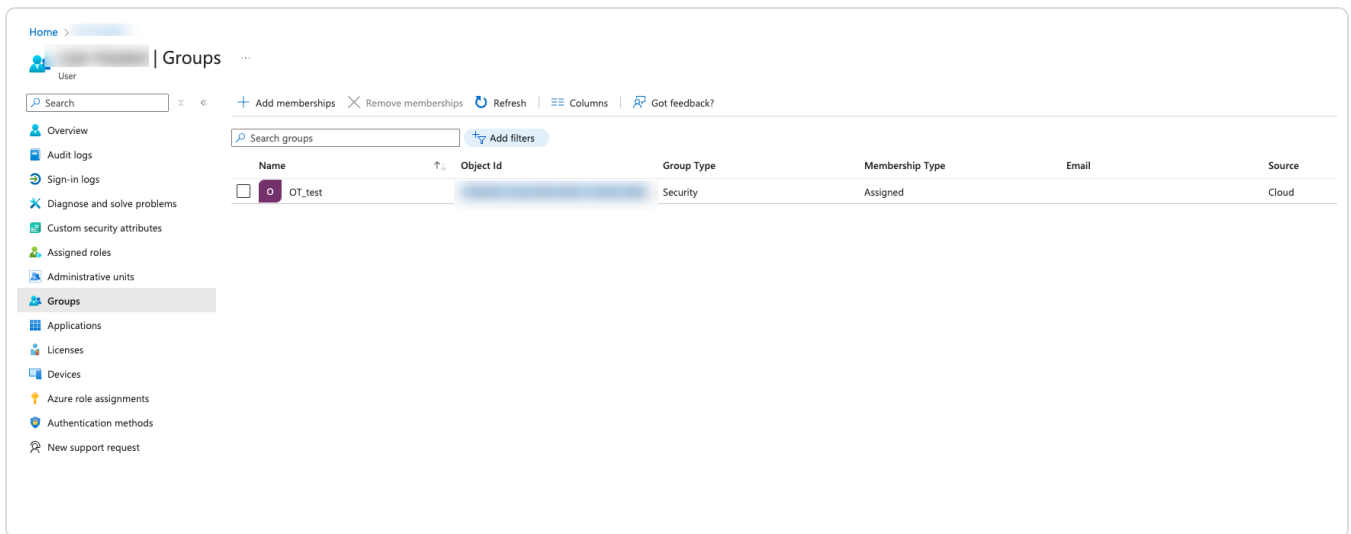 Home >
| Groups ...
User
Search
Add memberships Remove memberships Refresh Columns Got feedback?
Overview
Audit logs
Sign-in logs
Diagnose and solve problems
Custom security attributes
Assigned roles
Administrative units
Groups
Applications
Licenses
Devices
Azure role assignments
Authentication methods
New support request
Search groups Add filters
Name Object Id Group Type Membership Type Email Source
O OT_test Security Assigned Cloud